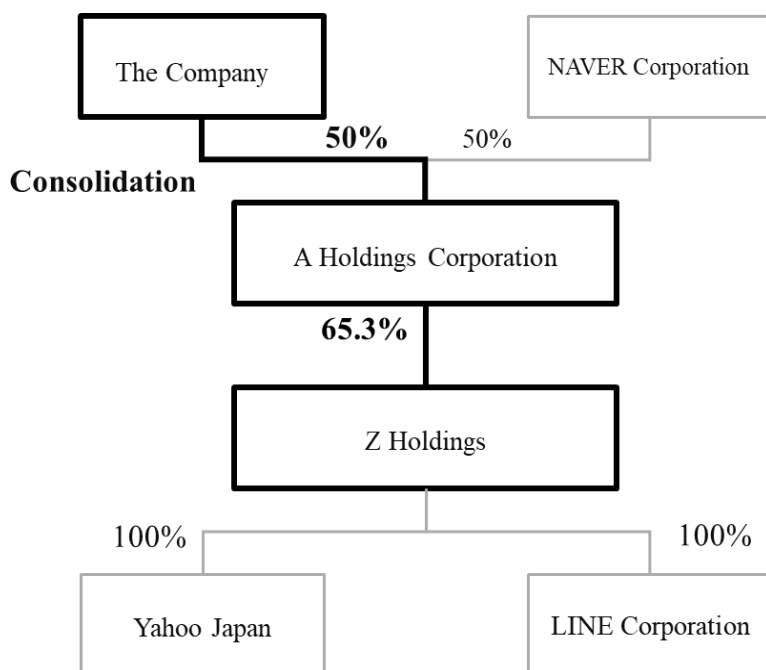 The Company
NAVER Corporation
50%
50%
Consolidation
A Holdings Corporation
65.3%
Z Holdings
100%
100%
Yahoo Japan
LINE Corporation